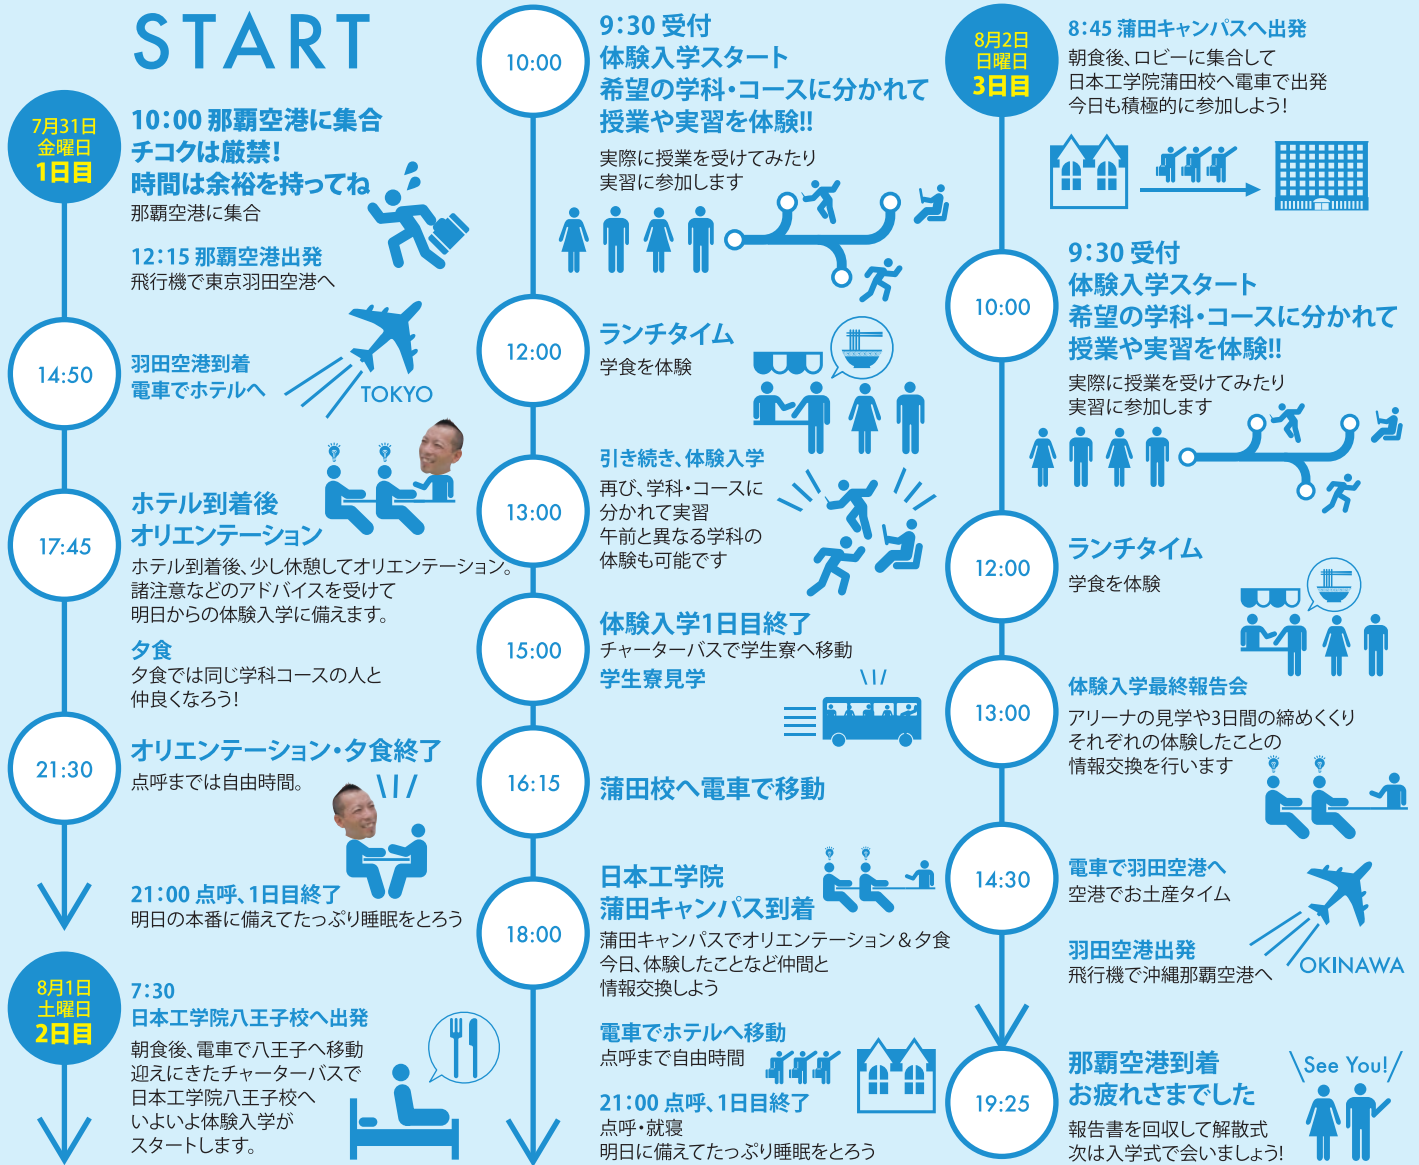 START
7月31日
金曜日
1日目
10:00 那覇空港に集合
チコクは厳禁!
時間は余裕を持ってね
那覇空港に集合
12:15 那覇空港出発
飛行機で東京羽田空港へ
14:50
羽田空港到着
電車でホテルへ
TOKYO
17:45
ホテル到着後
オリエンテーション
ホテル到着後、少し休憩してオリエンテーション。
諸注意などのアドバイスを受けて
明日からの体験入学に備えます。
夕食
夕食では同じ学科コースの人と
仲良くなろう!
21:30
オリエンテーション・夕食終了
点呼までは自由時間。
21:00 点呼、1日目終了
明日の本番に備えてたっぷり睡眠をとろう
8月1日
土曜日
2日目
7:30
日本工学院八王子校へ出発
朝食後、電車で八王子へ移動
迎えにきたチャーターバスで
日本工学院八王子校へ
いよいよ体験入学が
スタートします。
10:00
9:30 受付
体験入学スタート
希望の学科・コースに分かれて
授業や実習を体験!!
実際に授業を受けてみたり
実習に参加します
12:00
ランチタイム
学食を体験
13:00
引き続き、体験入学
再び、学科・コースに
分かれて実習
午前と異なる学科の
体験も可能です
15:00
体験入学1日目終了
チャーターバスで学生寮へ移動
学生寮見学
16:15
蒲田校へ電車で移動
18:00
日本工学院
蒲田キャンパス到着
蒲田キャンパスでオリエンテーション&夕食
今日、体験したことなど仲間と
情報交換しよう
電車でホテルへ移動
点呼まで自由時間
21:00 点呼、1日目終了
点呼・就寝
明日に備えてたっぷり睡眠をとろう
8月2日
日曜日
3日目
8:45 蒲田キャンパスへ出発
朝食後、ロビーに集合して
日本工学院蒲田校へ電車で出発
今日も積極的に参加しよう!
10:00
9:30 受付
体験入学スタート
希望の学科・コースに分かれて
授業や実習を体験!!
実際に授業を受けてみたり
実習に参加します
12:00
ランチタイム
学食を体験
13:00
体験入学最終報告会
アリーナの見学や3日間の締めくくり
それぞれの体験したことの
情報交換を行います
14:30
電車で羽田空港へ
空港でお土産タイム
羽田空港出発
飛行機で沖縄那覇空港へ
OKINAWA
19:25
那覇空港到着
お疲れさまでした
報告書を回収して解散式
次は入学式で会いましょう!
See You!